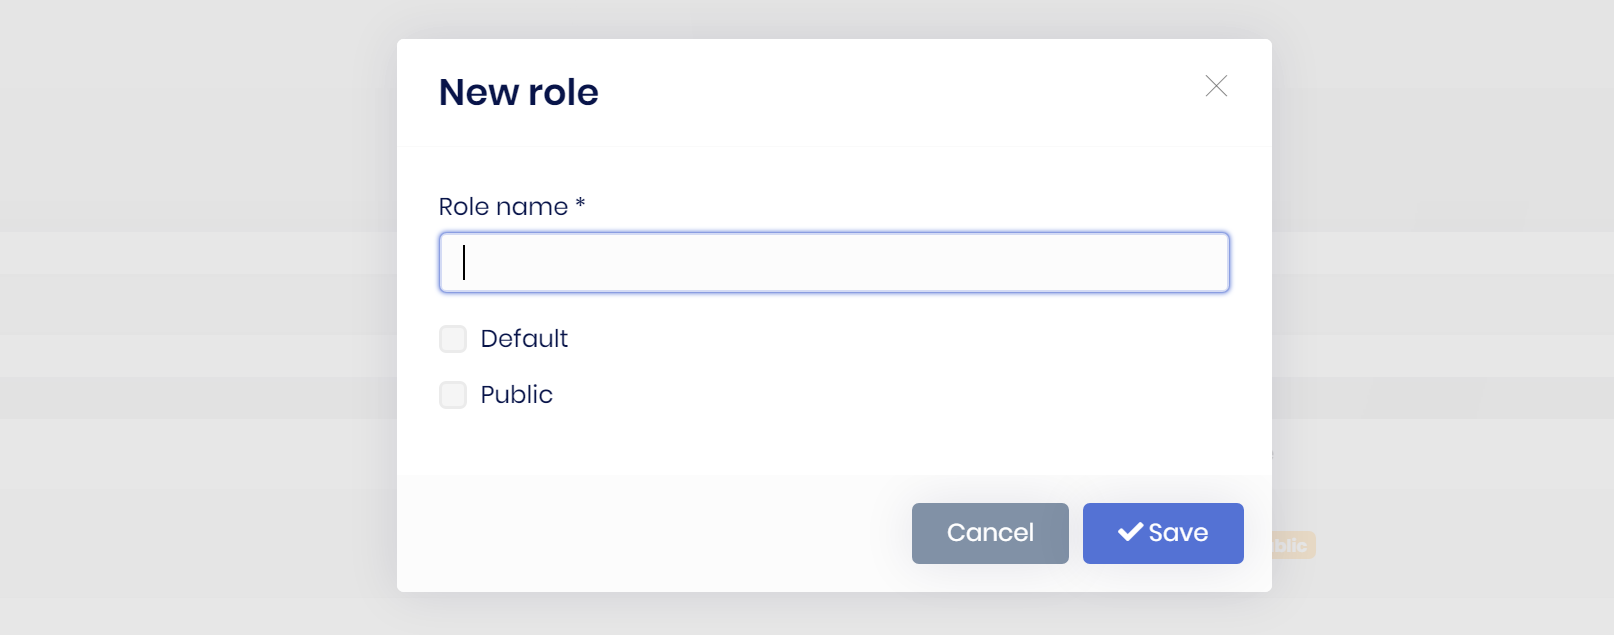 New role
Role name *
Default
Public
Cancel
Save